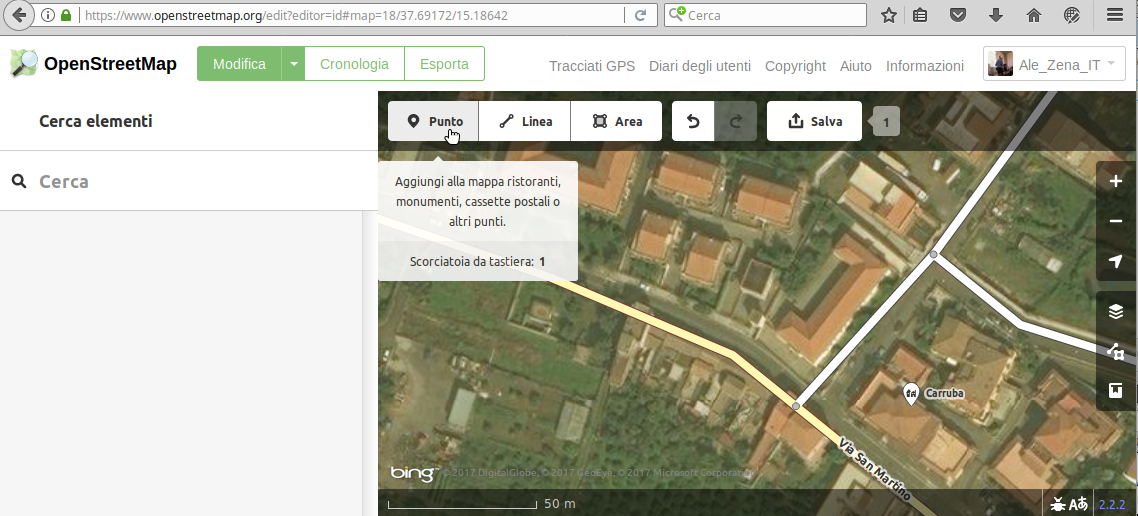 https://www.openstreetmap.org/edit?editor=id#map=18/37.69172/15.18642
Cerca
OpenStreetMap
Modifica
Cronologia
Esporta
Tracciati GPS
Diari degli utenti
Copyright
Aiuto
Informazioni
Ale_Zena_IT
Cerca elementi
Cerca
Punto
Linea
Area
Salva
1
Aggiungi alla mappa ristoranti,
monumenti, cassette postali o
altri punti.
Scorciatoia da tastiera: 1
Carruba
Via San Martino
bing
© 2017 DigitalGlobe, © 2017 GeoEye, © 2017 Microsoft Corporation
50 m
2.2.2